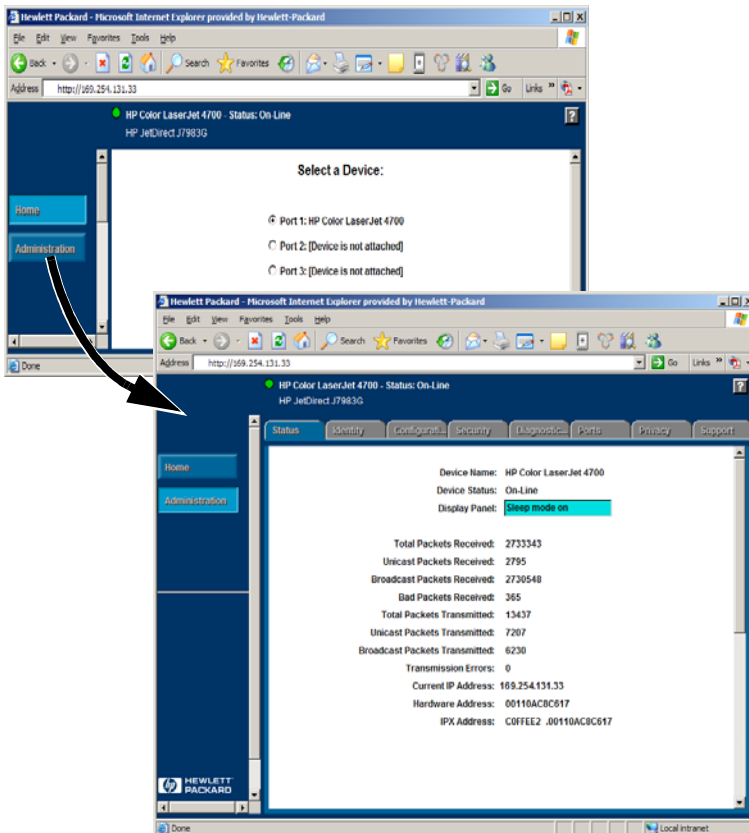 Hewlett Packard - Microsoft Internet Explorer provided by Hewlett-Packard
File Edit View Favorites Tools Help
Back Search Favorites
Address http://169.254.131.33 Go Links »
HP Color LaserJet 4700 - Status: On-Line
HP JetDirect J7983G
?
Select a Device:
Home
Administration
Port 1: HP Color LaserJet 4700
Port 2: [Device is not attached]
Port 3: [Device is not attached]
Done
Hewlett Packard - Microsoft Internet Explorer provided by Hewlett-Packard
File Edit View Favorites Tools Help
Back Search Favorites
Address http://169.254.131.33 Go Links »
HP Color LaserJet 4700 - Status: On-Line
HP JetDirect J7983G
?
Status Identity Configurati... Security Diagnostic... Ports Privacy Support
Home
Administration
Device Name: HP Color LaserJet 4700
Device Status: On-Line
Display Panel: Sleep mode on
Total Packets Received: 2733343
Unicast Packets Received: 2795
Broadcast Packets Received: 2730548
Bad Packets Received: 365
Total Packets Transmitted: 13437
Unicast Packets Transmitted: 7207
Broadcast Packets Transmitted: 6230
Transmission Errors: 0
Current IP Address: 169.254.131.33
Hardware Address: 00110AC8C617
IPX Address: C0FFEE2 .00110AC8C617
hp HEWLETT
PACKARD
Done Local intranet